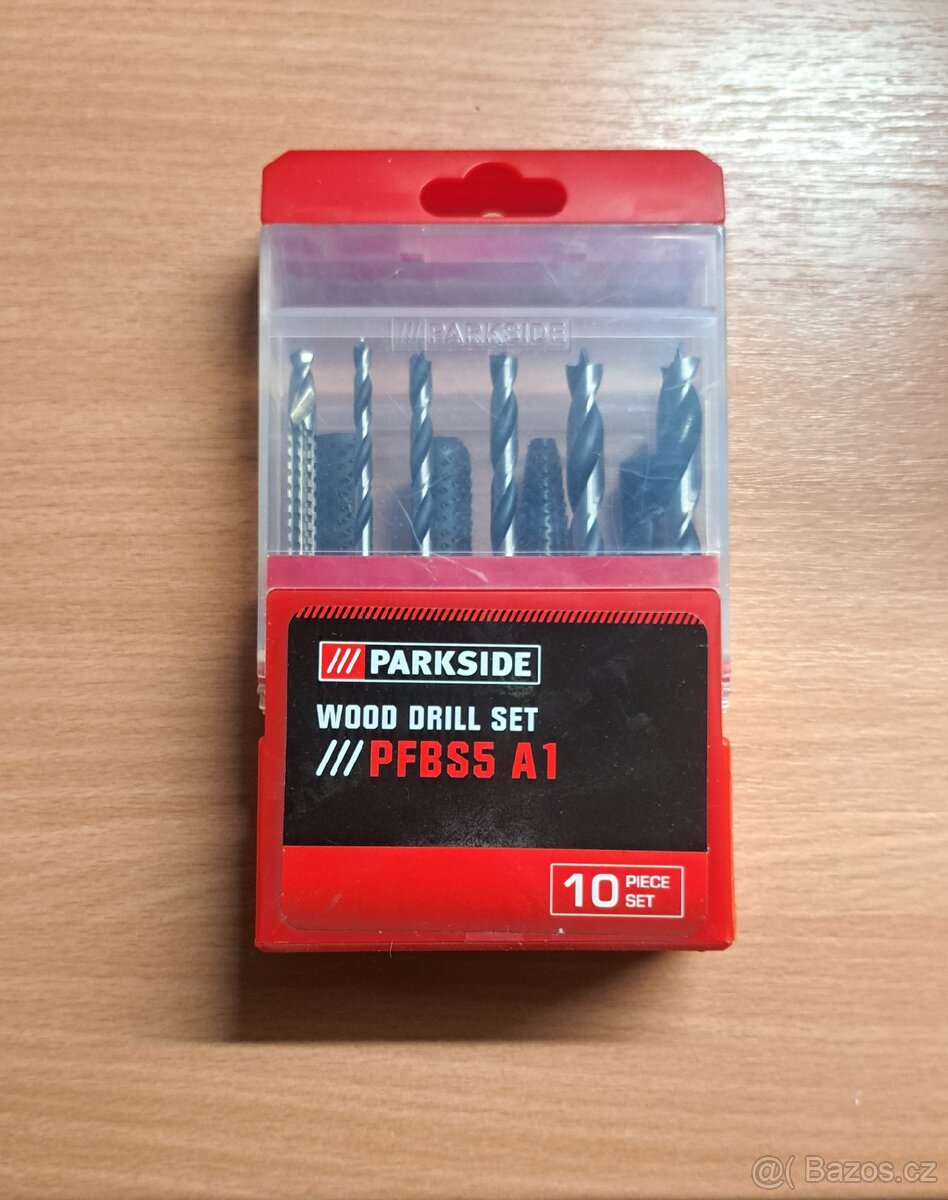 ///PARKSIDE
/// PARKSIDE
WOOD DRILL SET
/// PFBS5 A1
10 PIECE SET
@( Bazos.cz